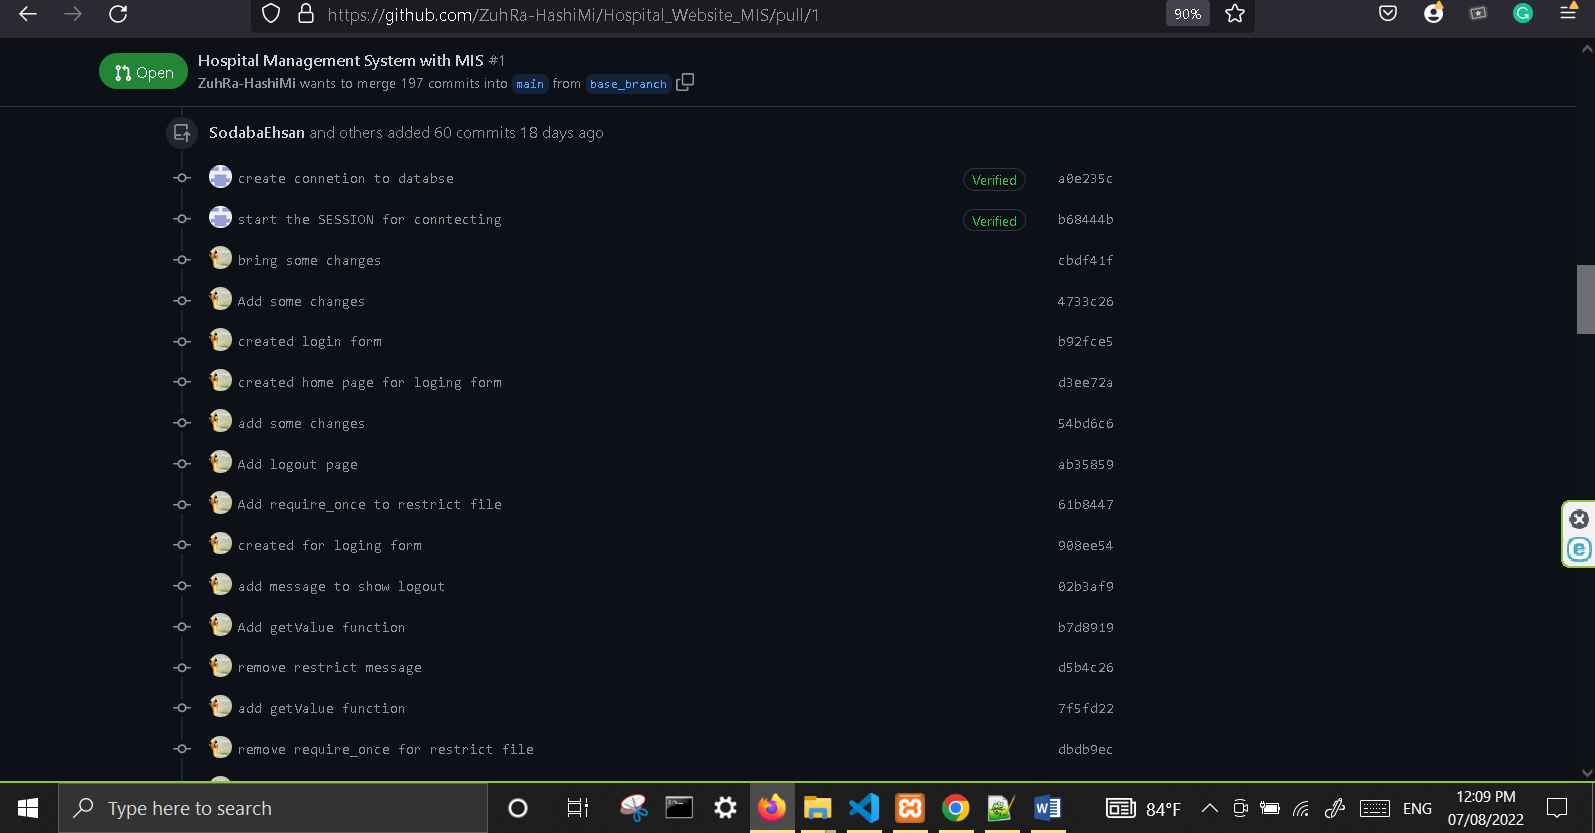 https://github.com/ZuhRa-HashiMi/Hospital_Website_MIS/pull/1
90%
Open
Hospital Management System with MIS #1
ZuhRa-HashiMi wants to merge 197 commits into main from base_branch
SodabaEhsan and others added 60 commits 18 days ago
create connetion to databse Verified a0e235c
start the SESSION for conntecting Verified b68444b
bring some changes cbdf41f
Add some changes 4733c26
created login form b92fce5
created home page for loging form d3ee72a
add some changes 54bd6c6
Add logout page ab35859
Add require_once to restrict file 61b8447
created for loging form 908ee54
add message to show logout 02b3af9
Add getValue function b7d8919
remove restrict message d5b4c26
add getValue function 7f5fd22
remove require_once for restrict file dbdb9ec
Type here to search
84°F
ENG
12:09 PM
07/08/2022